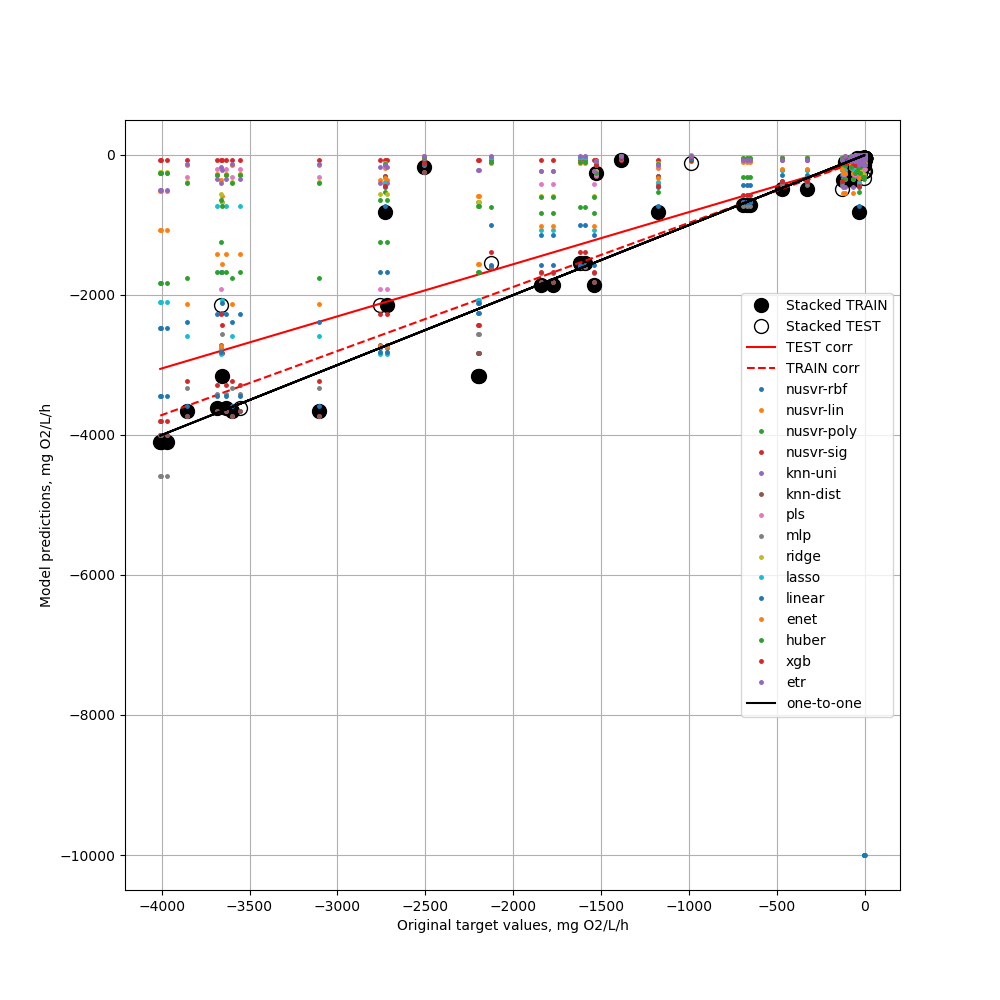 0
−2000
−4000
−6000
−8000
−10000
Model predictions, mg O2/L/h
−4000
−3500
−3000
−2500
−2000
−1500
−1000
−500
0
Original target values, mg O2/L/h
Stacked TRAIN
Stacked TEST
TEST corr
TRAIN corr
nusvr-rbf
nusvr-lin
nusvr-poly
nusvr-sig
knn-uni
knn-dist
pls
mlp
ridge
lasso
linear
enet
huber
xgb
etr
one-to-one